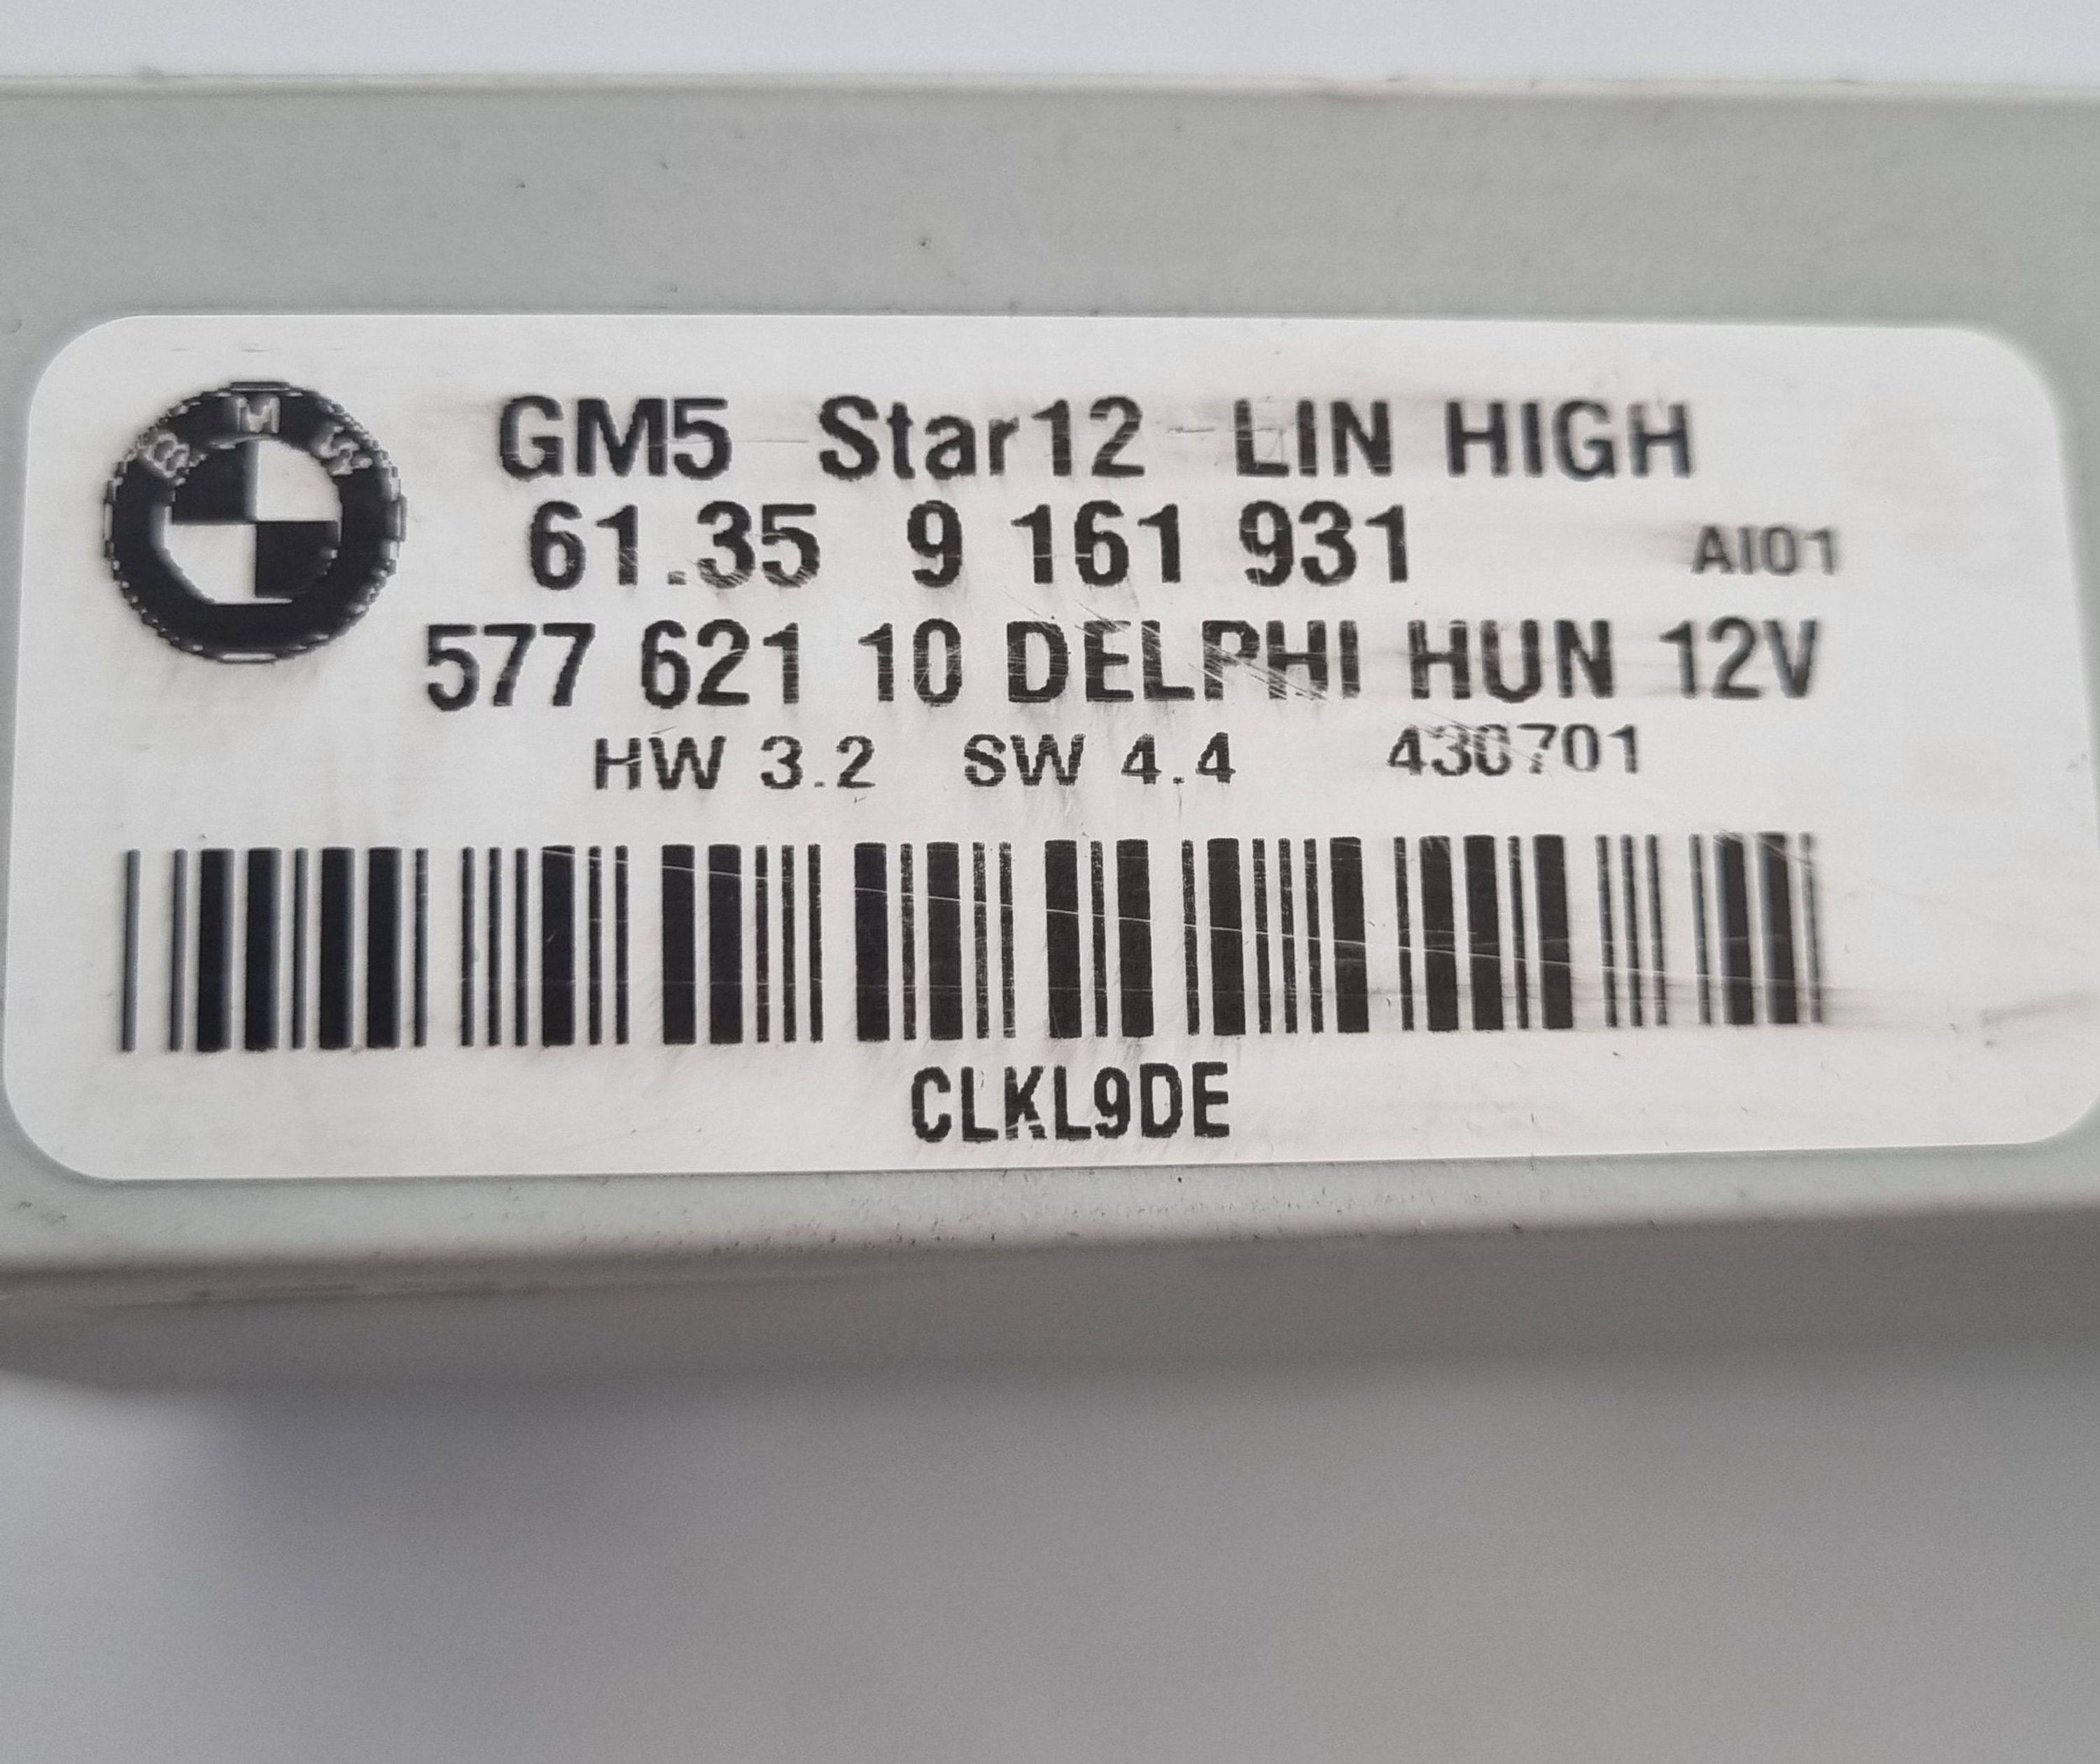 BMW
GM5 Star12 LIN HIGH
61.35 9 161 931 AI01
577 621 10 DELPHI HUN 12V
HW 3.2 SW 4.4 430701
CLKL9DE